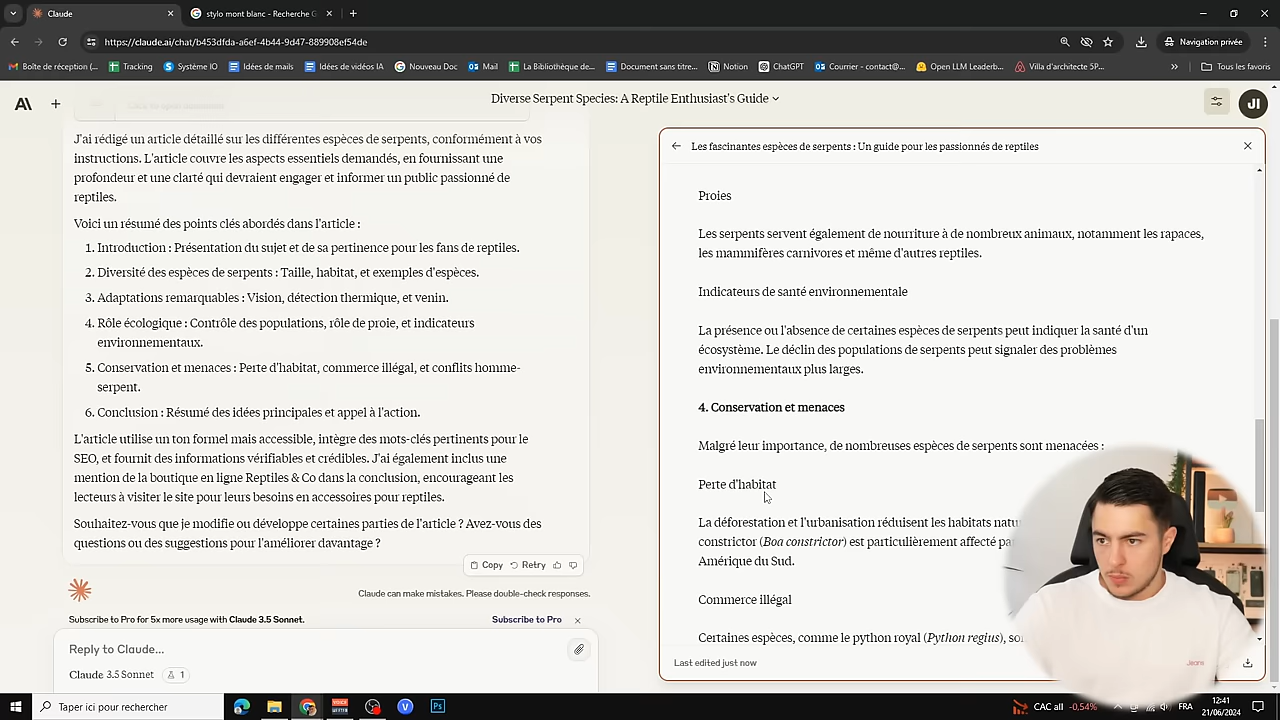 Claude
stylo mont blanc - Recherche G
https://claude.ai/chat/b453dfda-a6ef-4b44-9d47-889908ef54de
Navigation privée
Boîte de réception (...
Tracking
Système IO
Idées de mails
Idées de vidéos IA
Nouveau Doc
Mail
La Bibliothèque de...
Document sans titre...
Notion
ChatGPT
Courrier - contact@...
Open LLM Leaderb...
Villa d'architecte 5P...
Tous les favoris
Diverse Serpent Species: A Reptile Enthusiast's Guide
JI
J'ai rédigé un article détaillé sur les différentes espèces de serpents, conformément à vos
instructions. L'article couvre les aspects essentiels demandés, en fournissant une
profondeur et une clarté qui devraient engager et informer un public passionné de
reptiles.
Voici un résumé des points clés abordés dans l'article :
1. Introduction : Présentation du sujet et de sa pertinence pour les fans de reptiles.
2. Diversité des espèces de serpents : Taille, habitat, et exemples d'espèces.
3. Adaptations remarquables : Vision, détection thermique, et venin.
4. Rôle écologique : Contrôle des populations, rôle de proie, et indicateurs
environnementaux.
5. Conservation et menaces : Perte d'habitat, commerce illégal, et conflits homme-
serpent.
6. Conclusion : Résumé des idées principales et appel à l'action.
L'article utilise un ton formel mais accessible, intègre des mots-clés pertinents pour le
SEO, et fournit des informations vérifiables et crédibles. J'ai également inclus une
mention de la boutique en ligne Reptiles & Co dans la conclusion, encourageant les
lecteurs à visiter le site pour leurs besoins en accessoires pour reptiles.
Souhaitez-vous que je modifie ou développe certaines parties de l'article ? Avez-vous des
questions ou des suggestions pour l'améliorer davantage ?
Copy
Retry
Claude can make mistakes. Please double-check responses.
Subscribe to Pro for 5x more usage with Claude 3.5 Sonnet.
Subscribe to Pro
Reply to Claude...
Claude 3.5 Sonnet
1
Les fascinantes espèces de serpents : Un guide pour les passionnés de reptiles
Proies
Les serpents servent également de nourriture à de nombreux animaux, notamment les rapaces,
les mammifères carnivores et même d'autres reptiles.
Indicateurs de santé environnementale
La présence ou l'absence de certaines espèces de serpents peut indiquer la santé d'un
écosystème. Le déclin des populations de serpents peut signaler des problèmes
environnementaux plus larges.
4. Conservation et menaces
Malgré leur importance, de nombreuses espèces de serpents sont menacées :
Perte d'habitat
La déforestation et l'urbanisation réduisent les habitats natu
constrictor (Boa constrictor) est particulièrement affecté pa
Amérique du Sud.
Commerce illégal
Certaines espèces, comme le python royal (Python regius), so
Last edited just now
Taper ici pour rechercher
CAC all -0,54%
FRA
12:41
21/06/2024